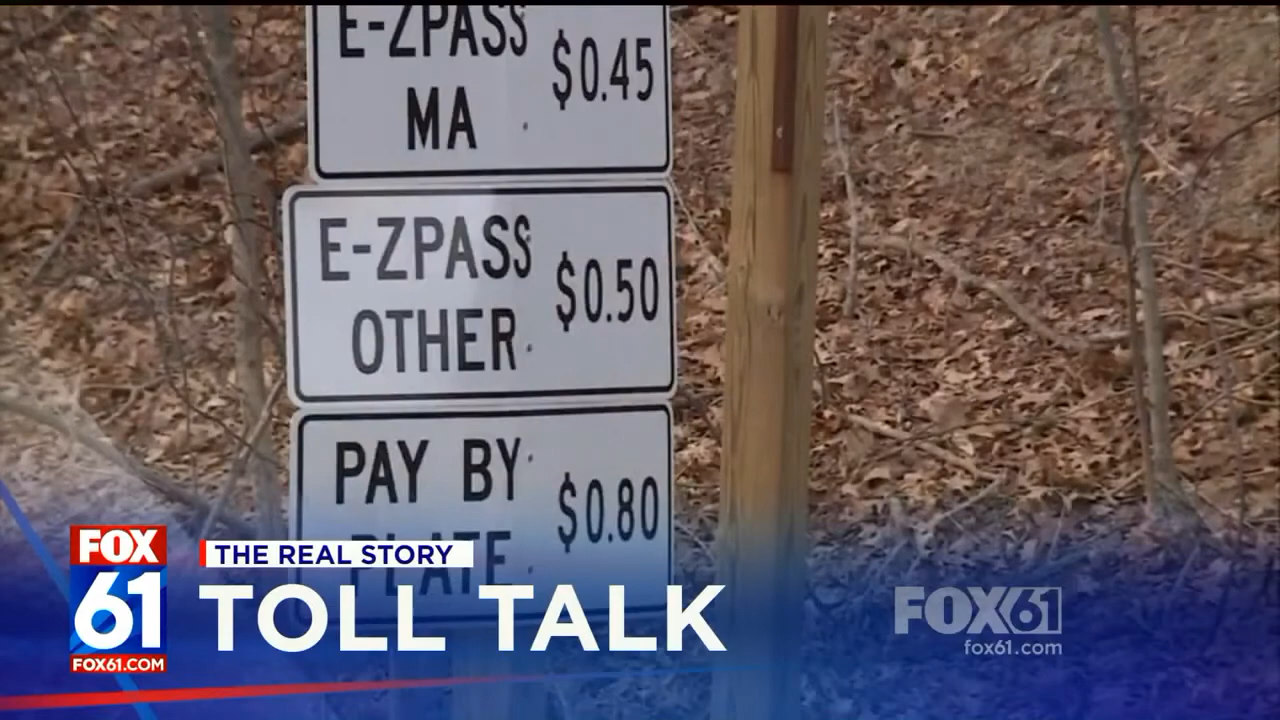 E-ZPASS
MA
$0.45
E-ZPASS
OTHER
$0.50
PAY BY
PLATE
$0.80
FOX
61
FOX61.COM
THE REAL STORY
TOLL TALK
FOX61
fox61.com